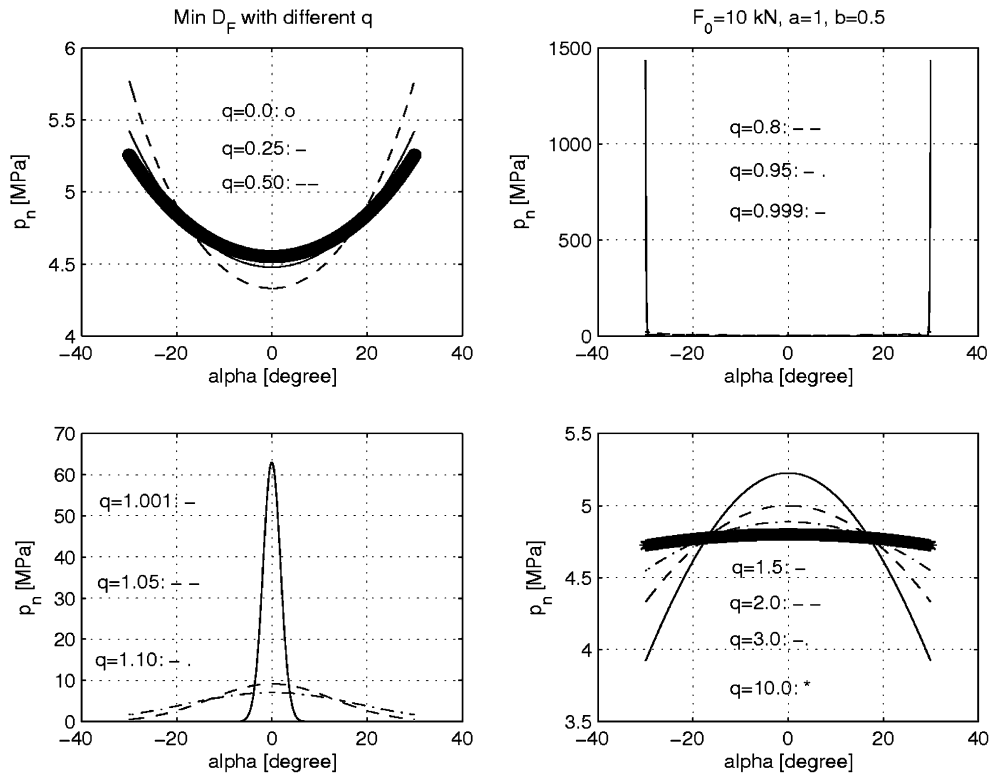 Min D_F with different q
6
5.5
5
4.5
4
p_n [MPa]
q=0.0: o
q=0.25: –
q=0.50: – –
−40 −20 0 20 40
alpha [degree]
F_0=10 kN, a=1, b=0.5
1500
1000
500
0
p_n [MPa]
q=0.8: – –
q=0.95: – .
q=0.999: –
−40 −20 0 20 40
alpha [degree]
70
60
50
40
30
20
10
0
p_n [MPa]
q=1.001: –
q=1.05: – –
q=1.10: – .
−40 −20 0 20 40
alpha [degree]
5.5
5
4.5
4
3.5
p_n [MPa]
q=1.5: –
q=2.0: – –
q=3.0: –.
q=10.0: *
−40 −20 0 20 40
alpha [degree]